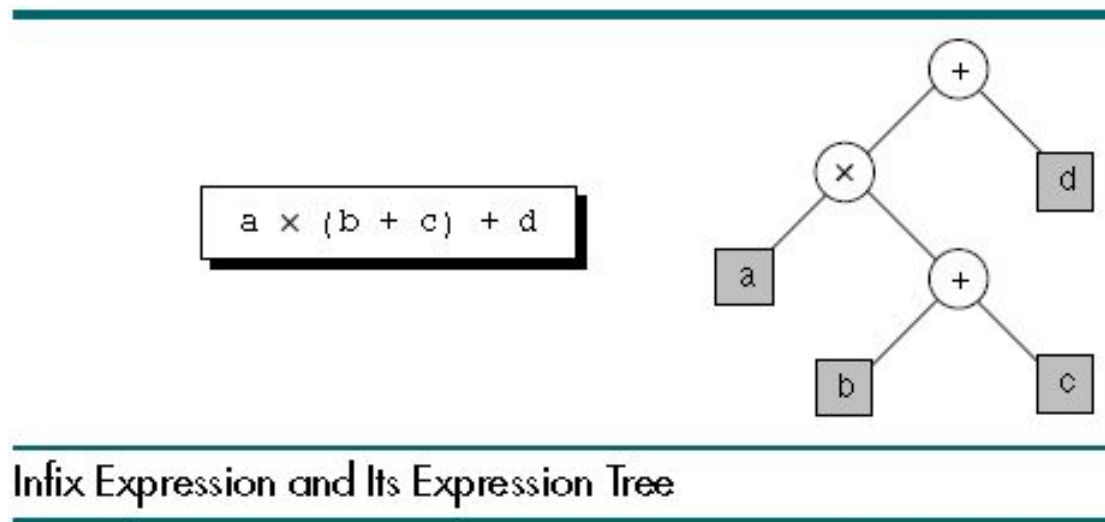 +
×
d
a × (b + c) + d
a
+
b
c
Infix Expression and Its Expression Tree